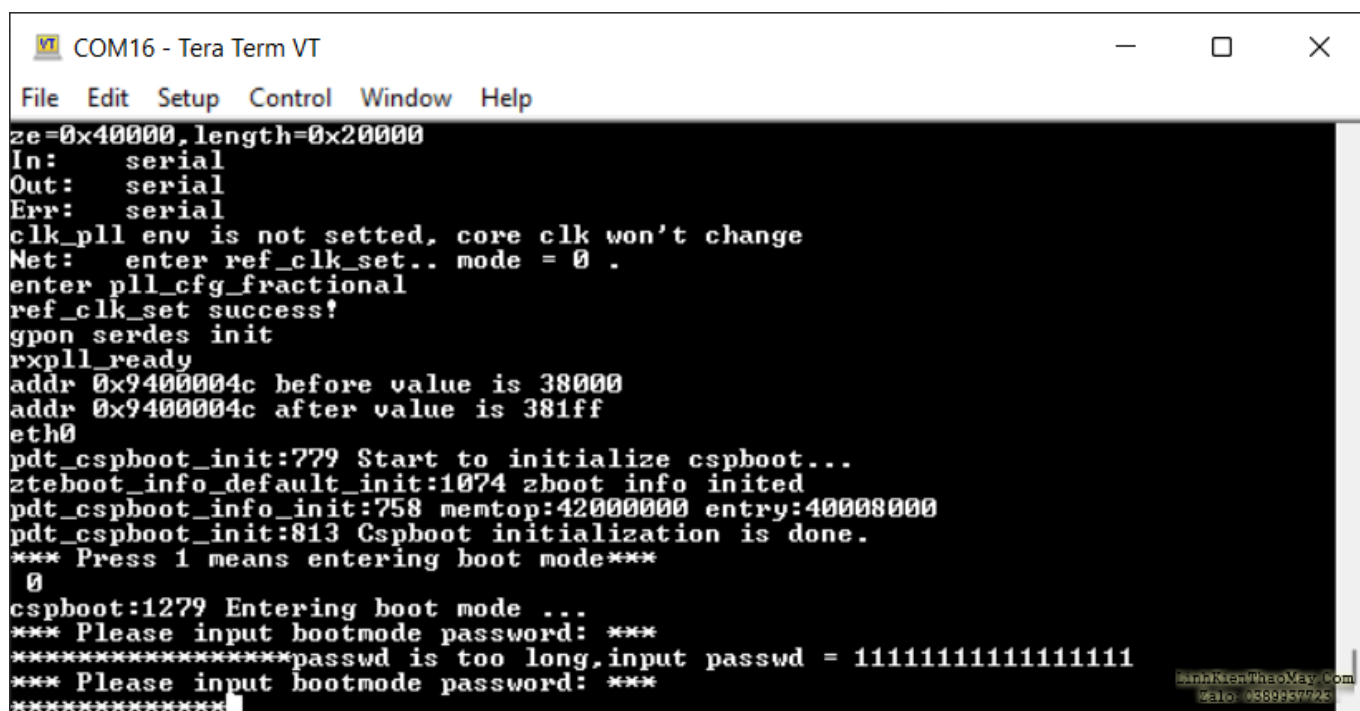 COM16 - Tera Term VT
File Edit Setup Control Window Help
ze=0x40000,length=0x20000
In: serial
Out: serial
Err: serial
clk_pll env is not setted, core clk won't change
Net: enter ref_clk_set.. mode = 0 .
enter pll_cfg_fractional
ref_clk_set success!
gpon serdes init
rxpll_ready
addr 0x9400004c before value is 38000
addr 0x9400004c after value is 381ff
eth0
pdt_cspboot_init:779 Start to initialize cspboot...
zteboot_info_default_init:1074 zboot info inited
pdt_cspboot_info_init:758 memtop:42000000 entry:40008000
pdt_cspboot_init:813 Cspboot initialization is done.
*** Press 1 means entering boot mode***
0
cspboot:1279 Entering boot mode ...
*** Please input bootmode password: ***
*****************passwd is too long,input passwd = 11111111111111111
*** Please input bootmode password: ***
*************
LinhKienThaoMay.Com
Zalo: 0389937723